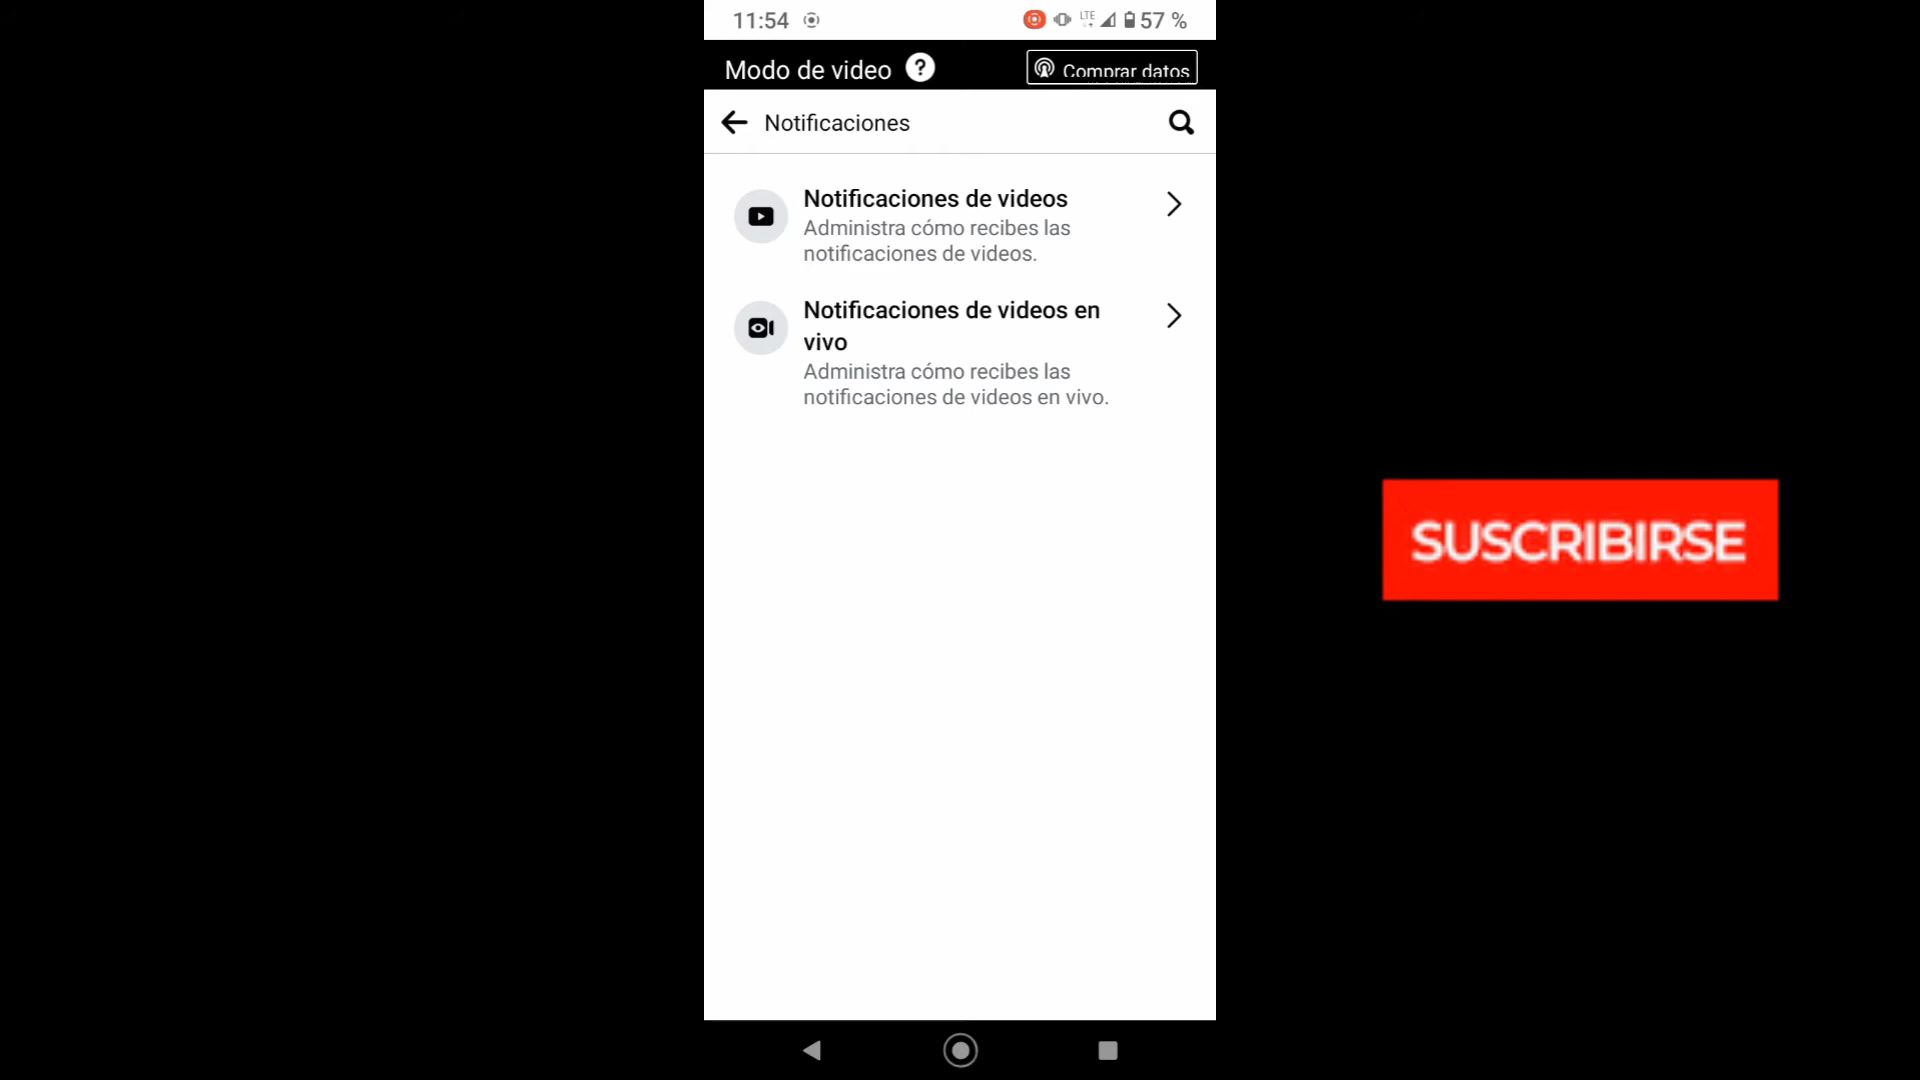 11:54
LTE
57 %
Modo de video
?
Comprar datos
Notificaciones
Notificaciones de videos
Administra cómo recibes las
notificaciones de videos.
Notificaciones de videos en
vivo
Administra cómo recibes las
notificaciones de videos en vivo.
SUSCRIBIRSE